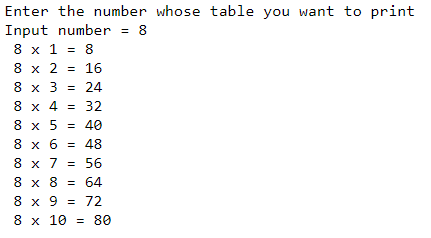 Enter the number whose table you want to print
Input number = 8
8 x 1 = 8
8 x 2 = 16
8 x 3 = 24
8 x 4 = 32
8 x 5 = 40
8 x 6 = 48
8 x 7 = 56
8 x 8 = 64
8 x 9 = 72
8 x 10 = 80